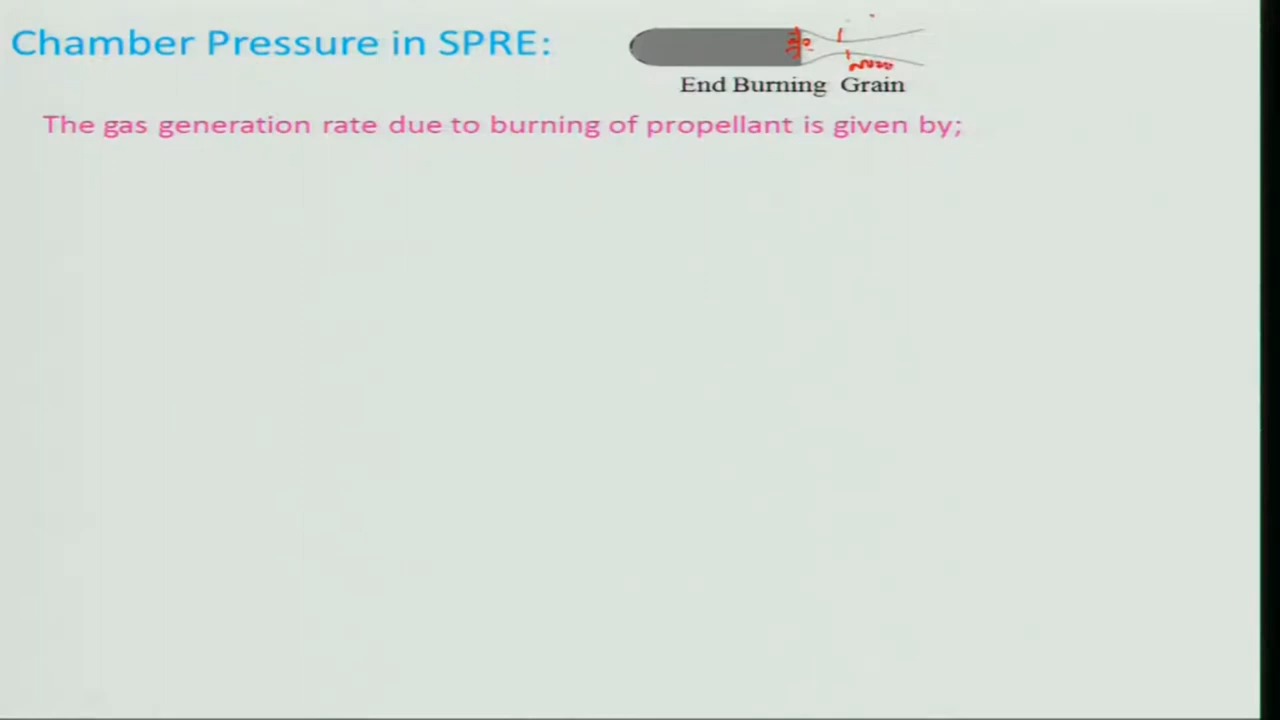 Chamber Pressure in SPRE:
End Burning Grain
The gas generation rate due to burning of propellant is given by;